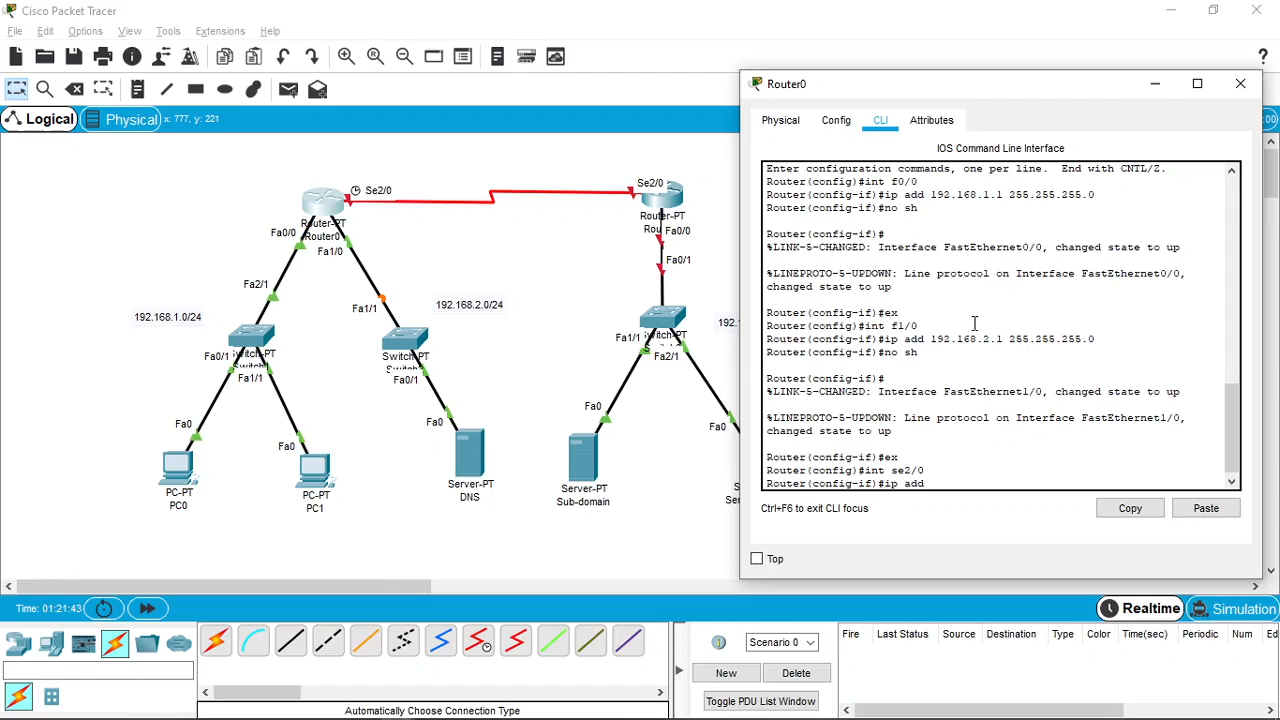 Cisco Packet Tracer
File Edit Options View Tools Extensions Help
Logical Physical x: 777, y: 221
Se2/0
Router-PT
Router0
Fa0/0
Fa1/0
Fa2/1
192.168.1.0/24
Fa1/1
192.168.2.0/24
Fa0/1
Switch-PT
Fa1/1
Switch-PT
Fa0/1
Fa0
Fa0
Fa0
PC-PT
PC0
PC-PT
PC1
Server-PT
DNS
Se2/0
Router-PT
Rou
Fa0/0
Fa0/1
192.1
Fa1/1
Fa2/1
Fa0
Fa0
Server-PT
Sub-domain
Router0
Physical Config CLI Attributes
IOS Command Line Interface
Enter configuration commands, one per line. End with CNTL/Z.
Router(config)#int f0/0
Router(config-if)#ip add 192.168.1.1 255.255.255.0
Router(config-if)#no sh
Router(config-if)#
%LINK-5-CHANGED: Interface FastEthernet0/0, changed state to up
%LINEPROTO-5-UPDOWN: Line protocol on Interface FastEthernet0/0,
changed state to up
Router(config-if)#ex
Router(config)#int f1/0
Router(config-if)#ip add 192.168.2.1 255.255.255.0
Router(config-if)#no sh
Router(config-if)#
%LINK-5-CHANGED: Interface FastEthernet1/0, changed state to up
%LINEPROTO-5-UPDOWN: Line protocol on Interface FastEthernet1/0,
changed state to up
Router(config-if)#ex
Router(config)#int se2/0
Router(config-if)#ip add
Ctrl+F6 to exit CLI focus
Copy Paste
Top
Time: 01:21:43
Realtime Simulation
Automatically Choose Connection Type
Scenario 0
New Delete
Toggle PDU List Window
Fire Last Status Source Destination Type Color Time(sec) Periodic Num Ed